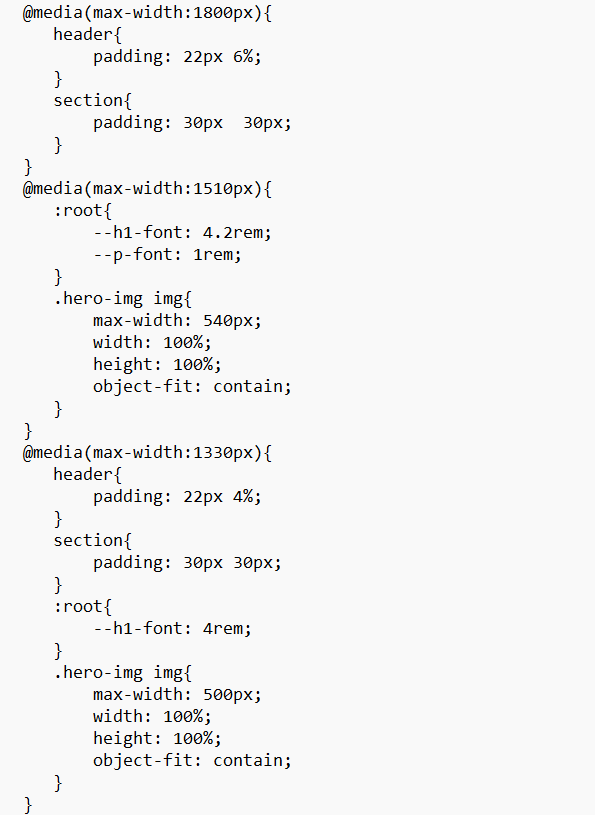 @media(max-width:1800px){
   header{
       padding: 22px 6%;
   }
   section{
       padding: 30px  30px;
   }
}
@media(max-width:1510px){
   :root{
       --h1-font: 4.2rem;
       --p-font: 1rem;
   }
   .hero-img img{
       max-width: 540px;
       width: 100%;
       height: 100%;
       object-fit: contain;
   }
}
@media(max-width:1330px){
   header{
       padding: 22px 4%;
   }
   section{
       padding: 30px 30px;
   }
   :root{
       --h1-font: 4rem;
   }
   .hero-img img{
       max-width: 500px;
       width: 100%;
       height: 100%;
       object-fit: contain;
   }
}